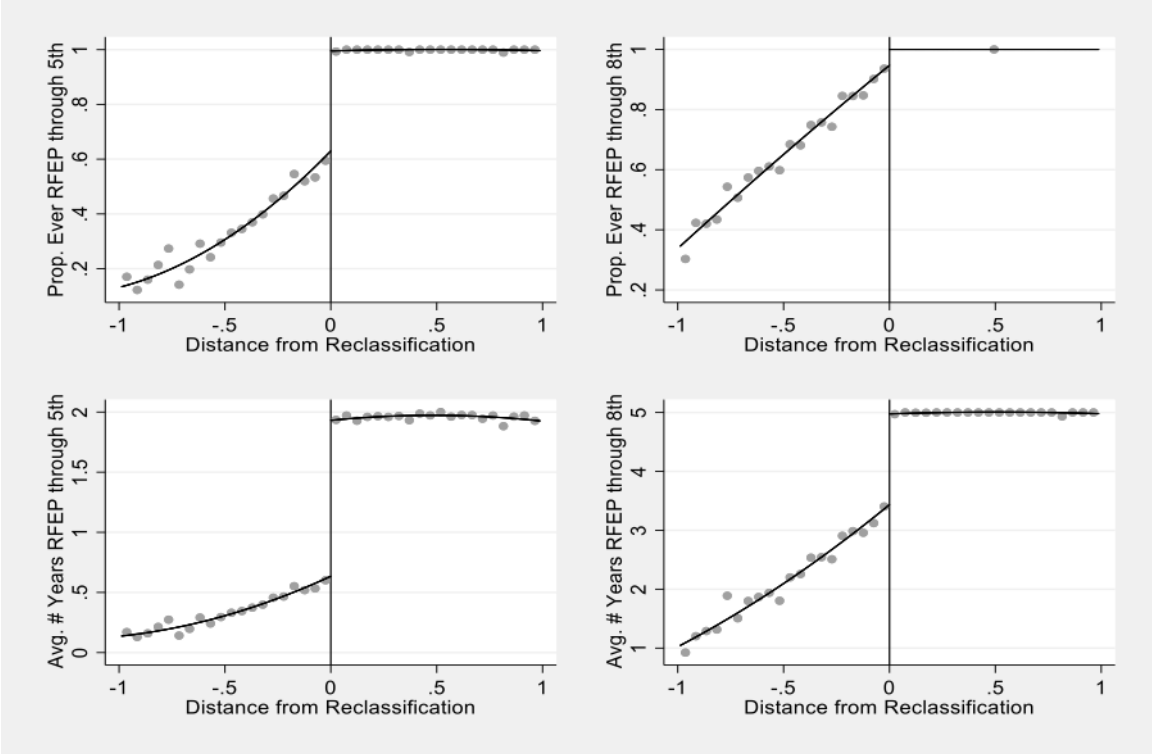 Prop. Ever RFEP through 5th
1
.8
.6
.4
.2
-1 -.5 0 .5 1
Distance from Reclassification
Prop. Ever RFEP through 8th
1
.8
.6
.4
.2
-1 -.5 0 .5 1
Distance from Reclassification
Avg. # Years RFEP through 5th
2
1.5
1
.5
0
-1 -.5 0 .5 1
Distance from Reclassification
Avg. # Years RFEP through 8th
5
4
3
2
1
-1 -.5 0 .5 1
Distance from Reclassification